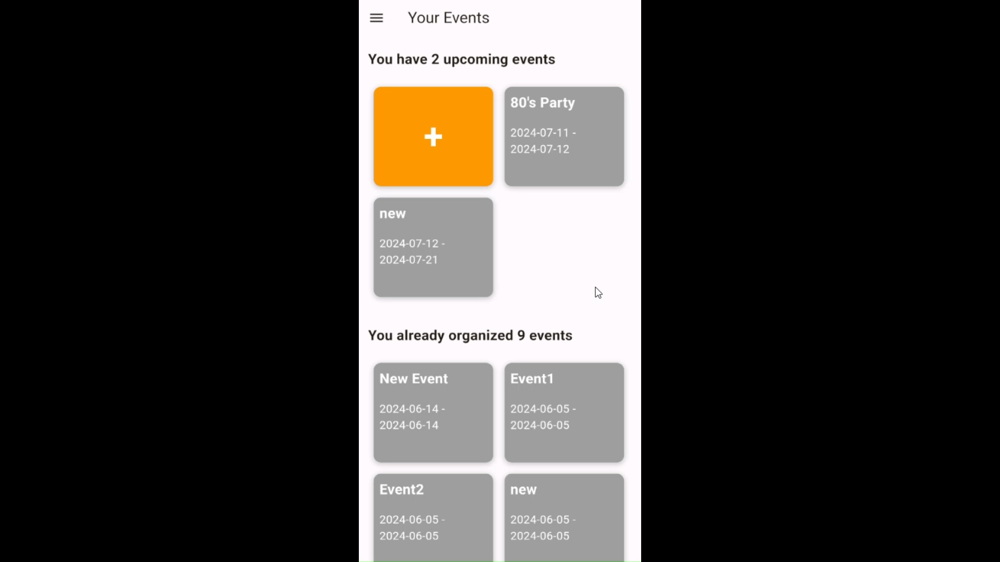 Your Events
You have 2 upcoming events
+
80's Party
2024-07-11 -
2024-07-12
new
2024-07-12 -
2024-07-21
You already organized 9 events
New Event
2024-06-14 -
2024-06-14
Event1
2024-06-05 -
2024-06-05
Event2
2024-06-05 -
2024-06-05
new
2024-06-05 -
2024-06-05